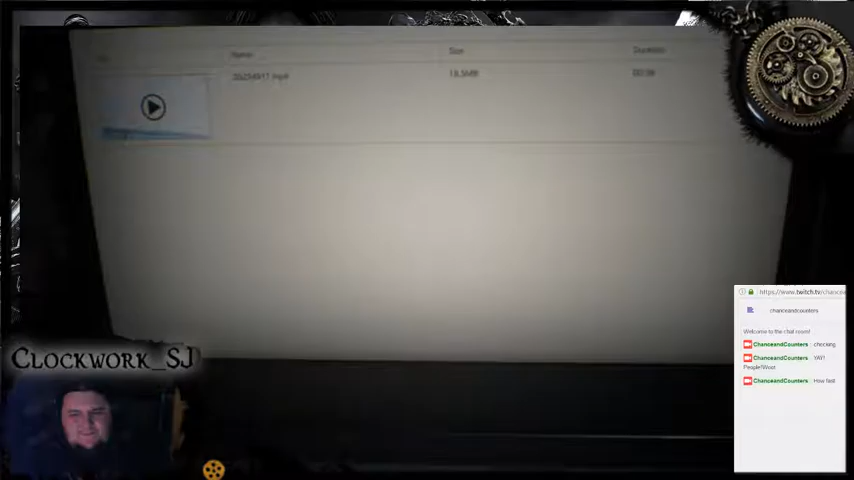 Name
Size
Duration
18.5MB
https://www.twitch.tv/chancea
chanceandcounters
Welcome to the chat room!
ChanceandCounters: checking
ChanceandCounters: YAY!
People!Woot
ChanceandCounters: How fast
CLOCKWORK_SJ